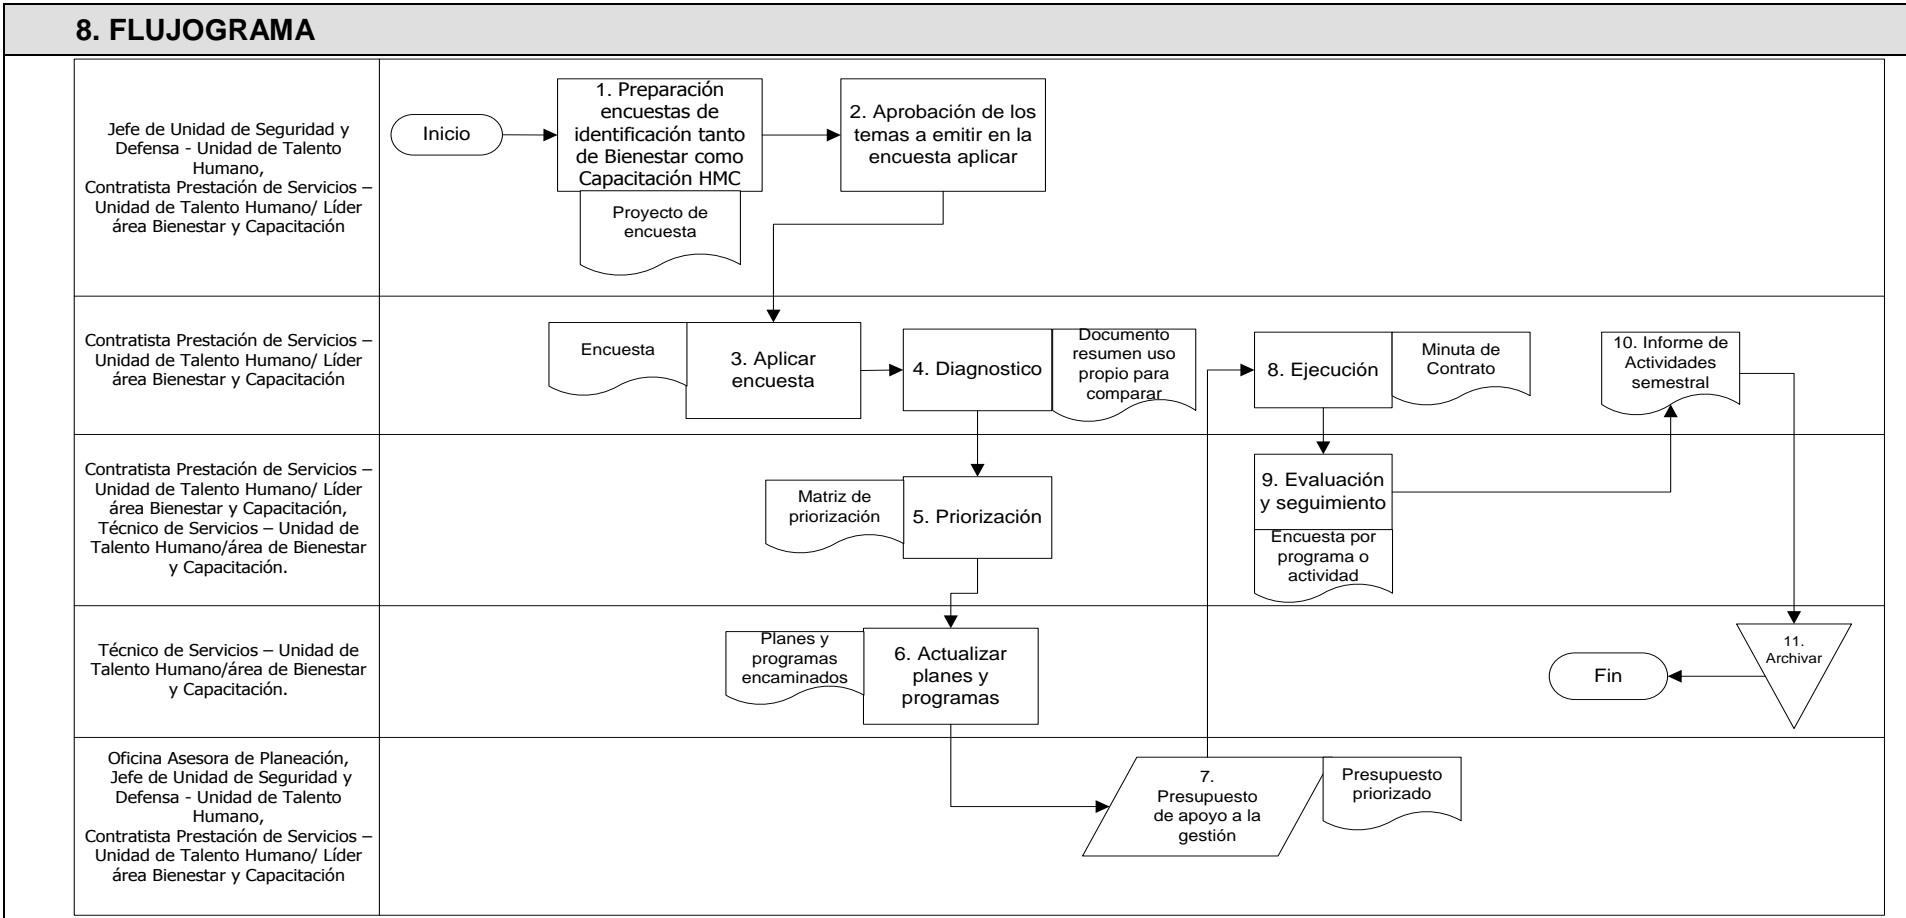 8. FLUJOGRAMA
Jefe de Unidad de Seguridad y
Defensa - Unidad de Talento
Humano,
Contratista Prestación de Servicios –
Unidad de Talento Humano/ Líder
área Bienestar y Capacitación
Inicio
1. Preparación
encuestas de
identificación tanto
de Bienestar como
Capacitación HMC
Proyecto de
encuesta
2. Aprobación de los
temas a emitir en la
encuesta aplicar
Contratista Prestación de Servicios –
Unidad de Talento Humano/ Líder
área Bienestar y Capacitación
Encuesta
3. Aplicar
encuesta
4. Diagnostico
Documento
resumen uso
propio para
comparar
8. Ejecución
Minuta de
Contrato
10. Informe de
Actividades
semestral
Contratista Prestación de Servicios –
Unidad de Talento Humano/ Líder
área Bienestar y Capacitación,
Técnico de Servicios – Unidad de
Talento Humano/área de Bienestar
y Capacitación.
Matriz de
priorización
5. Priorización
9. Evaluación
y seguimiento
Encuesta por
programa o
actividad
Técnico de Servicios – Unidad de
Talento Humano/área de Bienestar
y Capacitación.
Planes y
programas
encaminados
6. Actualizar
planes y
programas
Fin
11.
Archivar
Oficina Asesora de Planeación,
Jefe de Unidad de Seguridad y
Defensa - Unidad de Talento
Humano,
Contratista Prestación de Servicios –
Unidad de Talento Humano/ Líder
área Bienestar y Capacitación
7.
Presupuesto
de apoyo a la
gestión
Presupuesto
priorizado